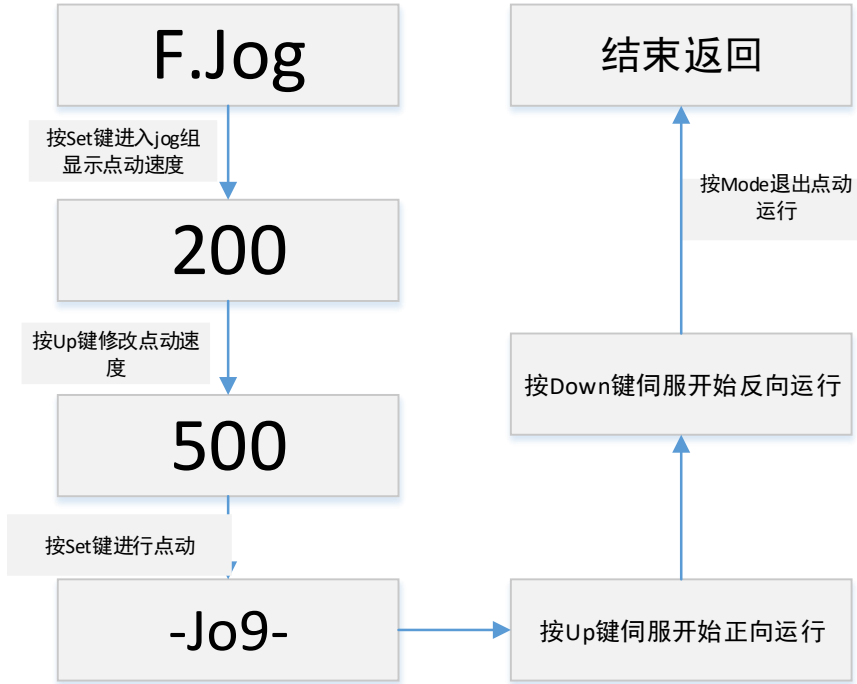 F.Jog
按Set键进入jog组
显示点动速度
200
按Up键修改点动速
度
500
按Set键进行点动
-Jo9-
按Up键伺服开始正向运行
按Down键伺服开始反向运行
按Mode退出点动
运行
结束返回